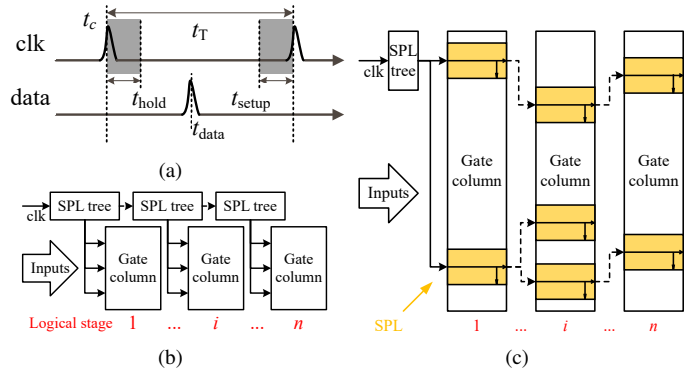 t_c
t_T
clk
data
t_hold
t_setup
t_data
(a)
clk
SPL tree
SPL tree
SPL tree
Inputs
Gate
column
Gate
column
Gate
column
Logical stage 1 ... i ... n
(b)
clk
SPL
tree
Inputs
Gate
column
Gate
column
Gate
column
SPL
1 ... i ... n
(c)